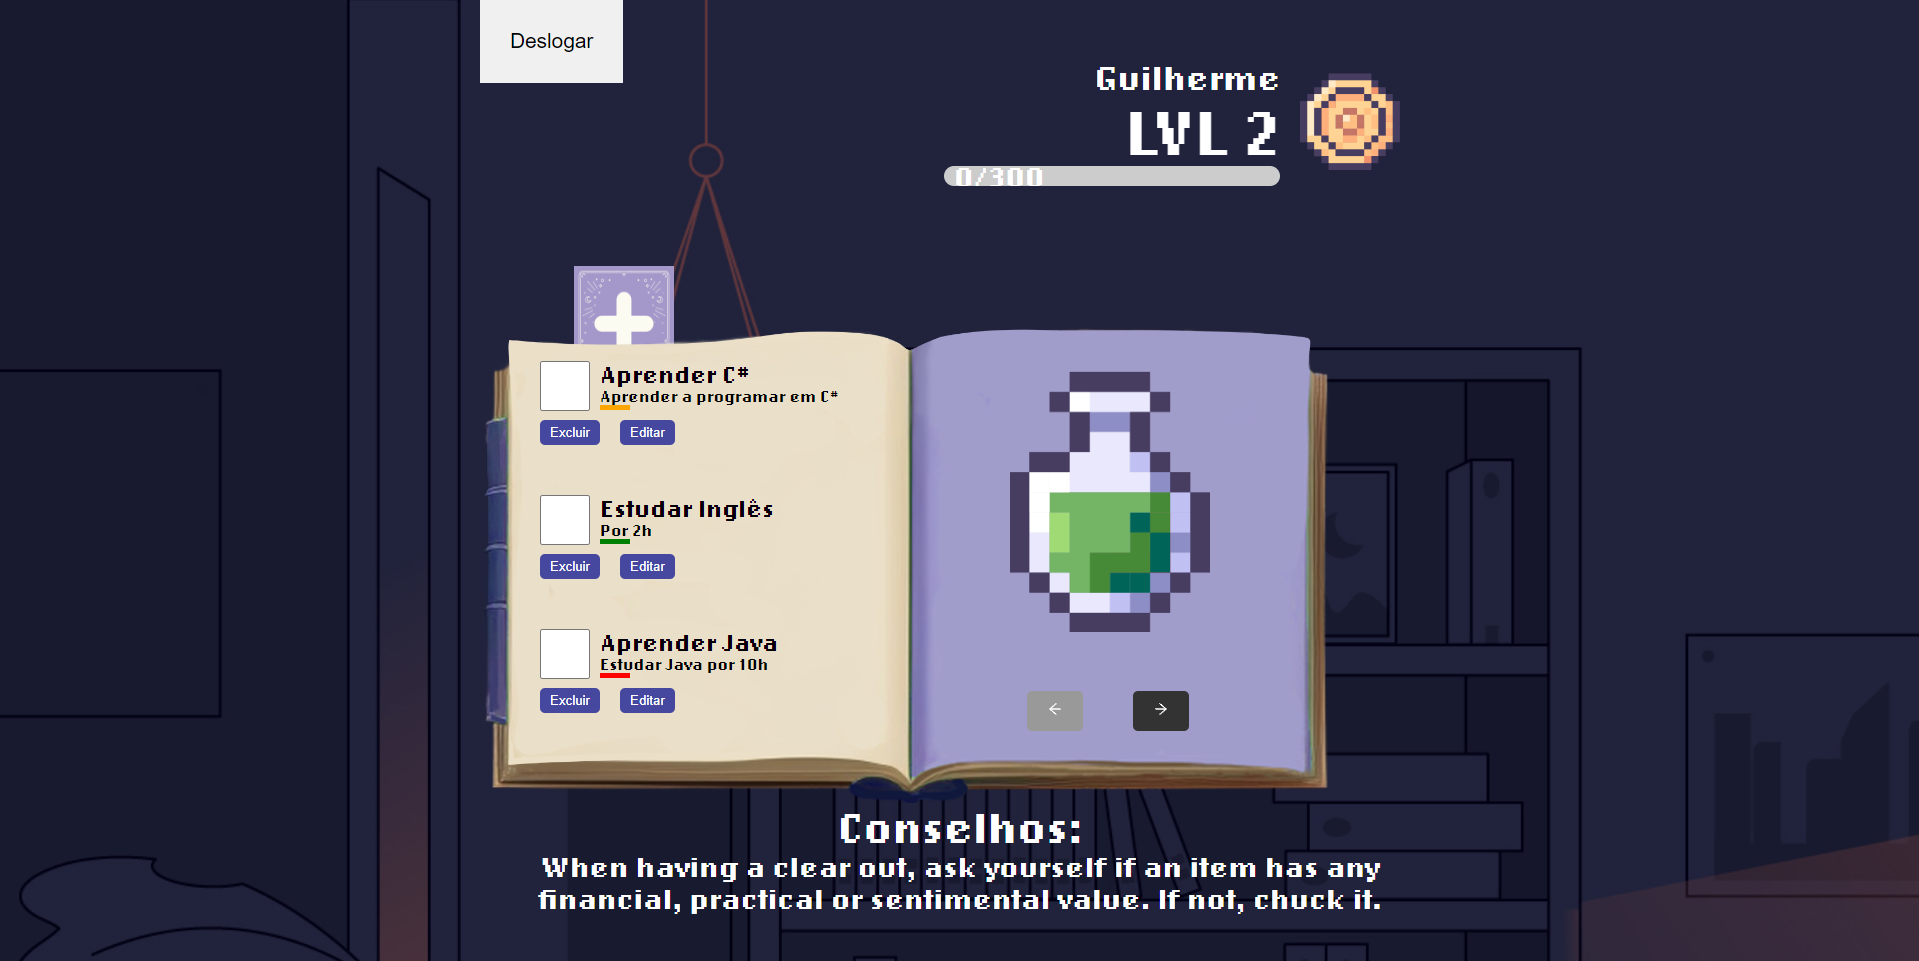 Deslogar
Guilherme
LVL 2
0/300
Aprender C#
Aprender a programar em C#
Excluir Editar
Estudar Inglês
Por 2h
Excluir Editar
Aprender Java
Estudar Java por 10h
Excluir Editar
← →
Conselhos:
When having a clear out, ask yourself if an item has any
financial, practical or sentimental value. If not, chuck it.